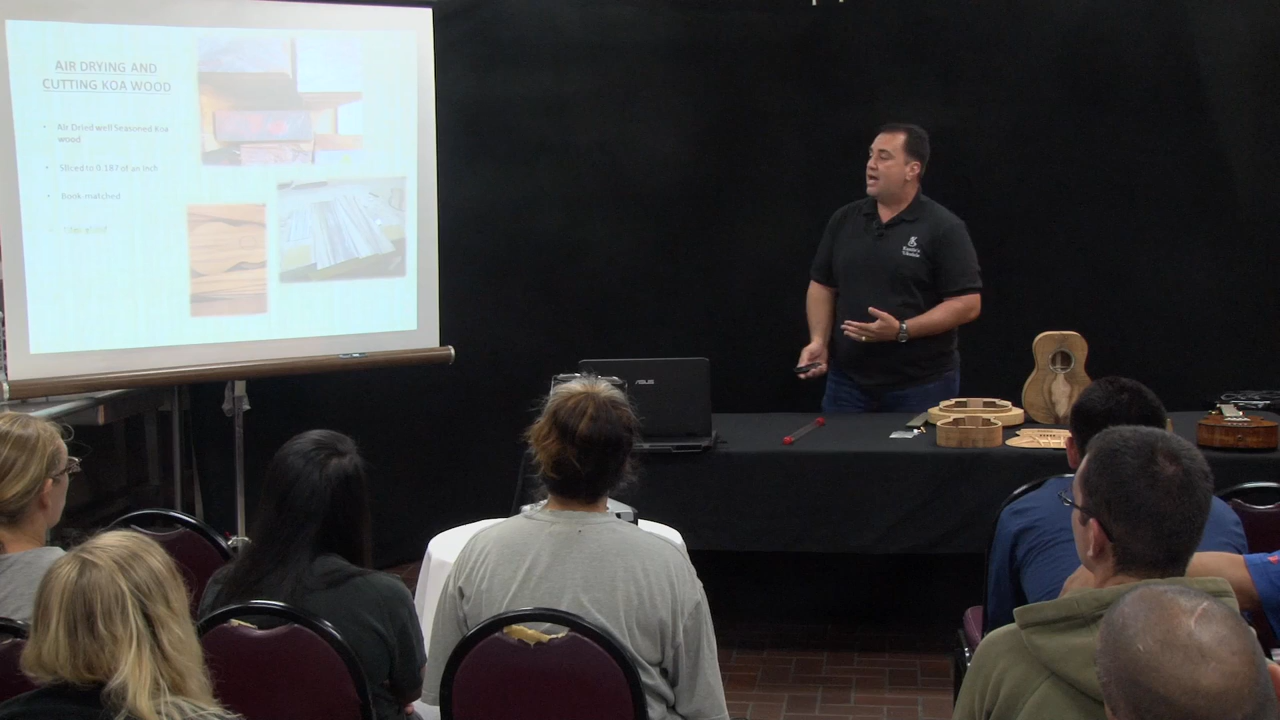 AIR DRYING AND
CUTTING KOA WOOD
• Air Dried well Seasoned Koa
wood
• Sliced to 0.187 of an inch
• Book matched
ASUS
Ukulele